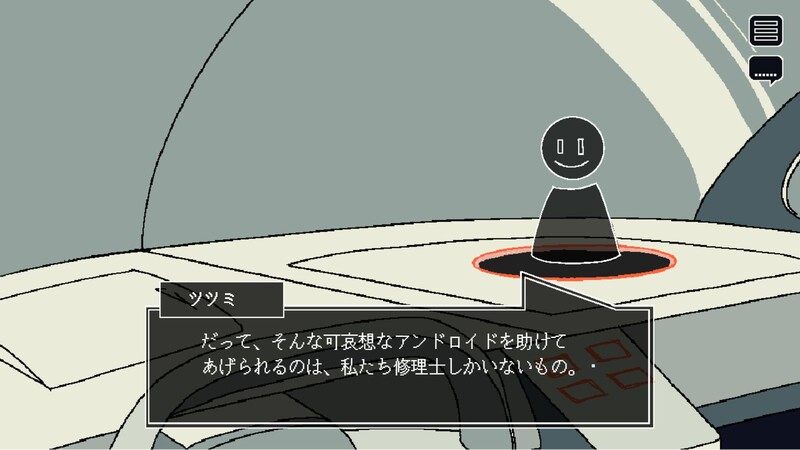 ツツミ
だって、そんな可哀想なアンドロイドを助けて
あげられるのは、私たち修理士しかいないもの。